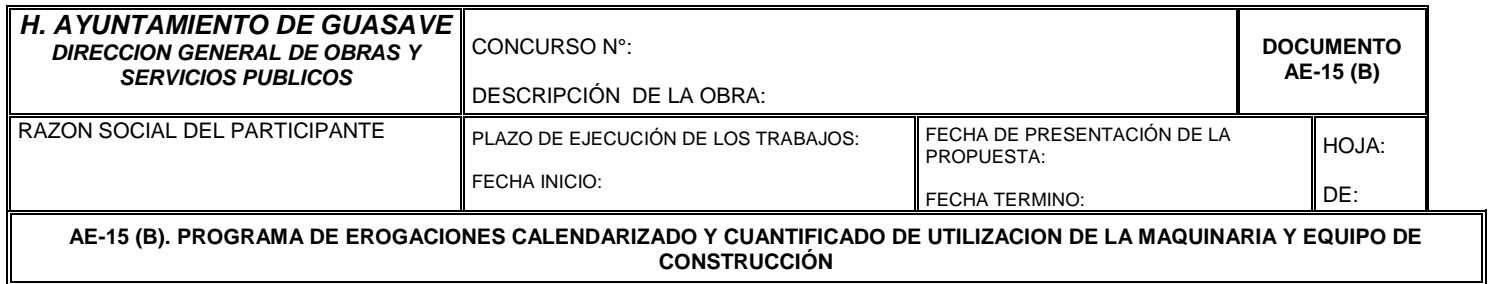 H. AYUNTAMIENTO DE GUASAVE
DIRECCION GENERAL DE OBRAS Y
SERVICIOS PUBLICOS
CONCURSO N°:
DESCRIPCIÓN DE LA OBRA:
DOCUMENTO
AE-15 (B)
RAZON SOCIAL DEL PARTICIPANTE
PLAZO DE EJECUCIÓN DE LOS TRABAJOS:
FECHA INICIO:
FECHA DE PRESENTACIÓN DE LA
PROPUESTA:
FECHA TERMINO:
HOJA:
DE:
AE-15 (B). PROGRAMA DE EROGACIONES CALENDARIZADO Y CUANTIFICADO DE UTILIZACION DE LA MAQUINARIA Y EQUIPO DE
CONSTRUCCIÓN